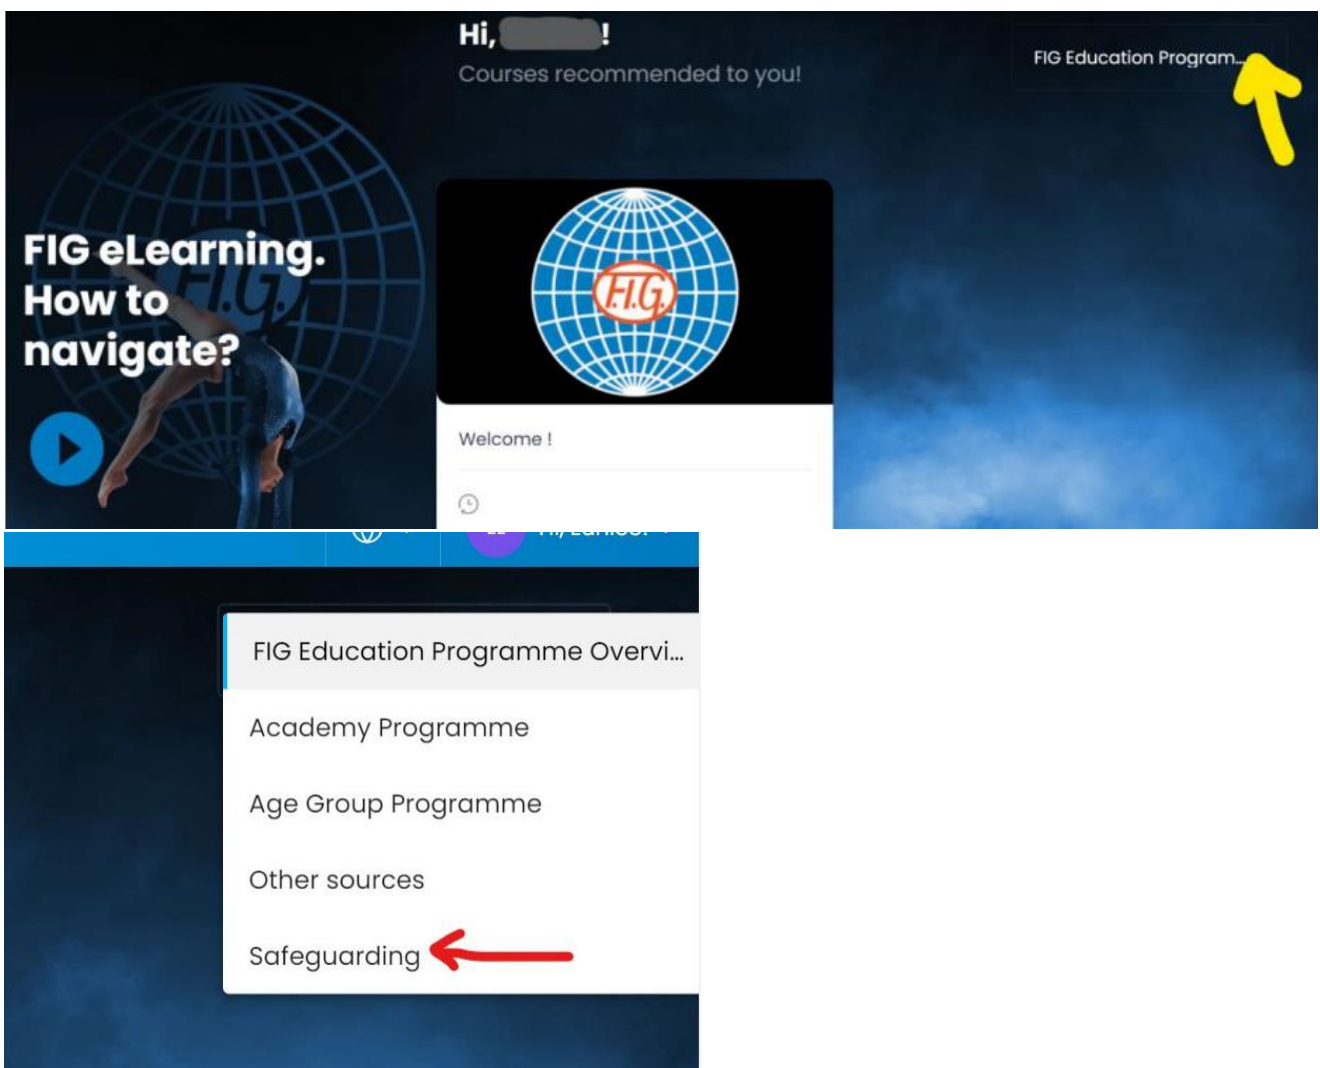 Hi, !
Courses recommended to you!
FIG Education Program...
FIG eLearning.
How to
navigate?
F.I.G.
F.I.G.
Welcome !
FIG Education Programme Overvi...
Academy Programme
Age Group Programme
Other sources
Safeguarding